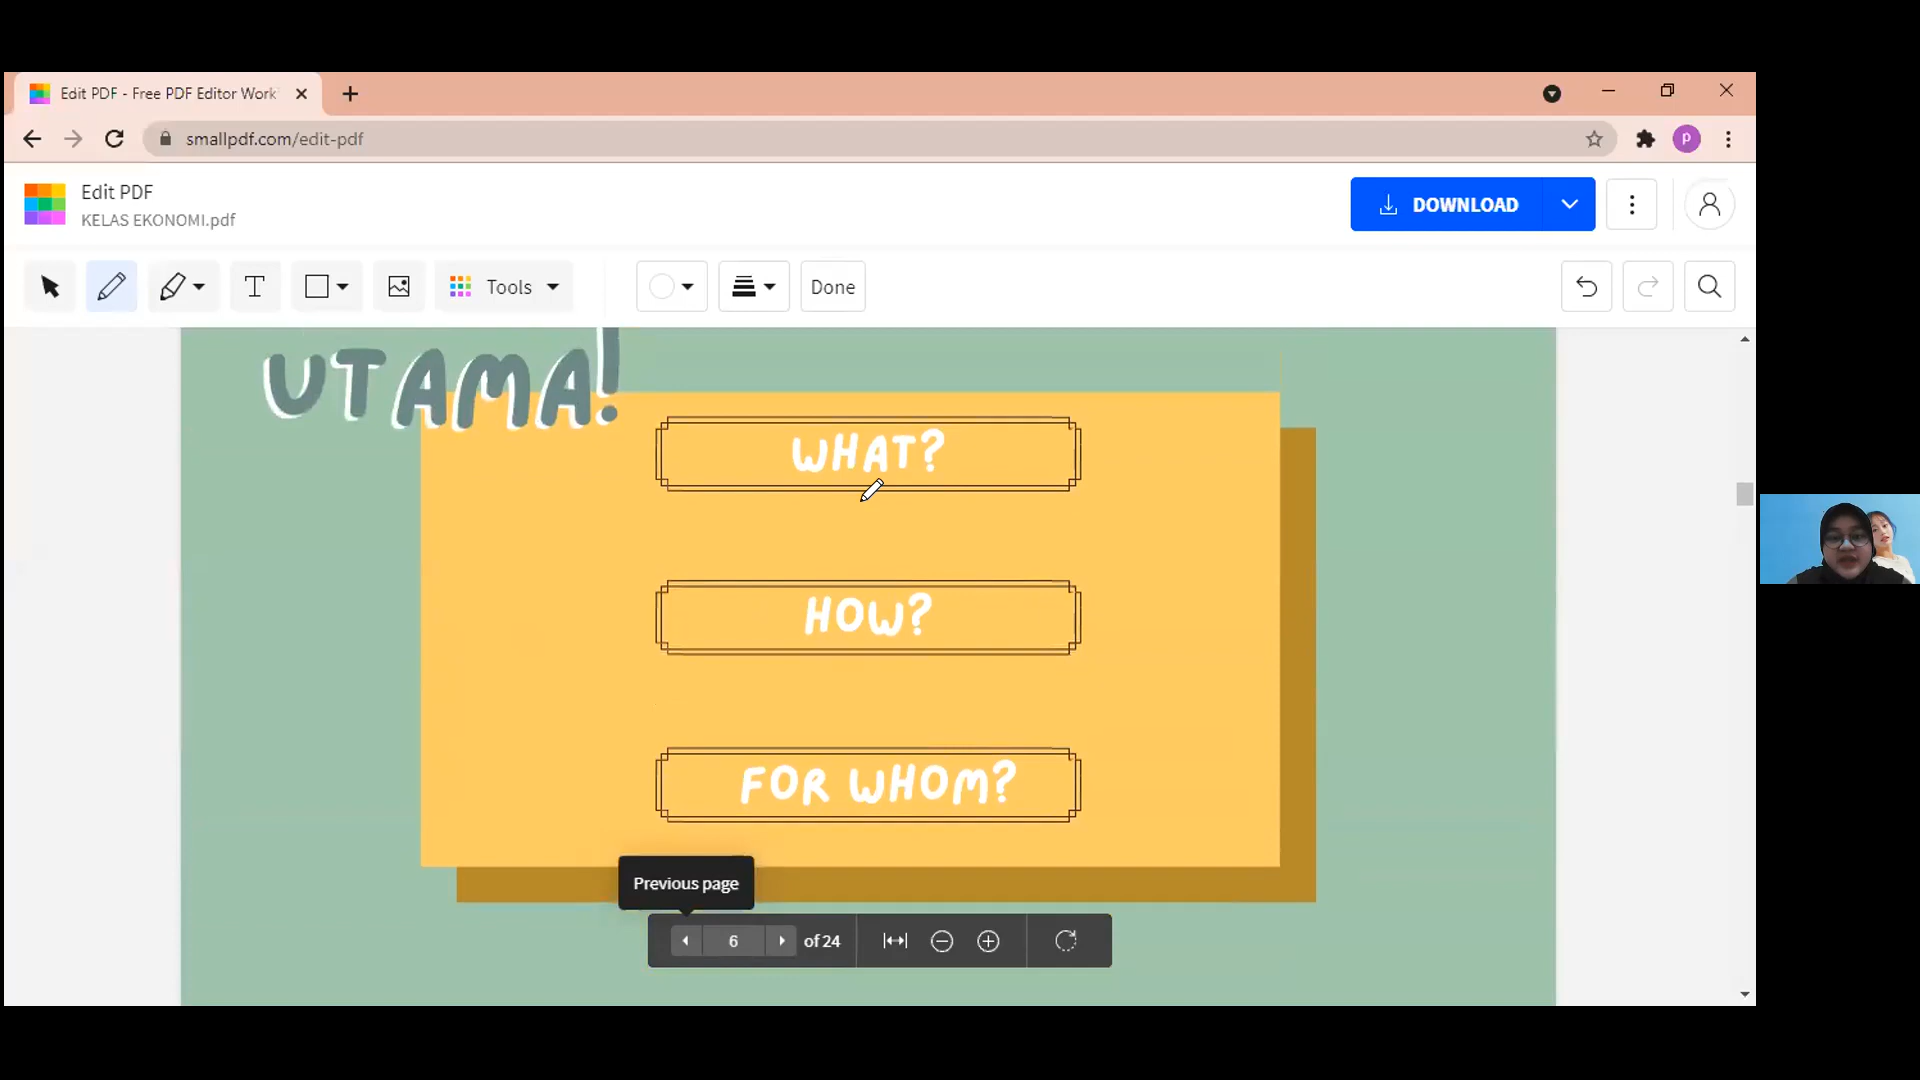 Edit PDF - Free PDF Editor Work
smallpdf.com/edit-pdf
P
Edit PDF
KELAS EKONOMI.pdf
DOWNLOAD
T
Tools
Done
UTAMA!
WHAT?
HOW?
FOR WHOM?
Previous page
6 of 24